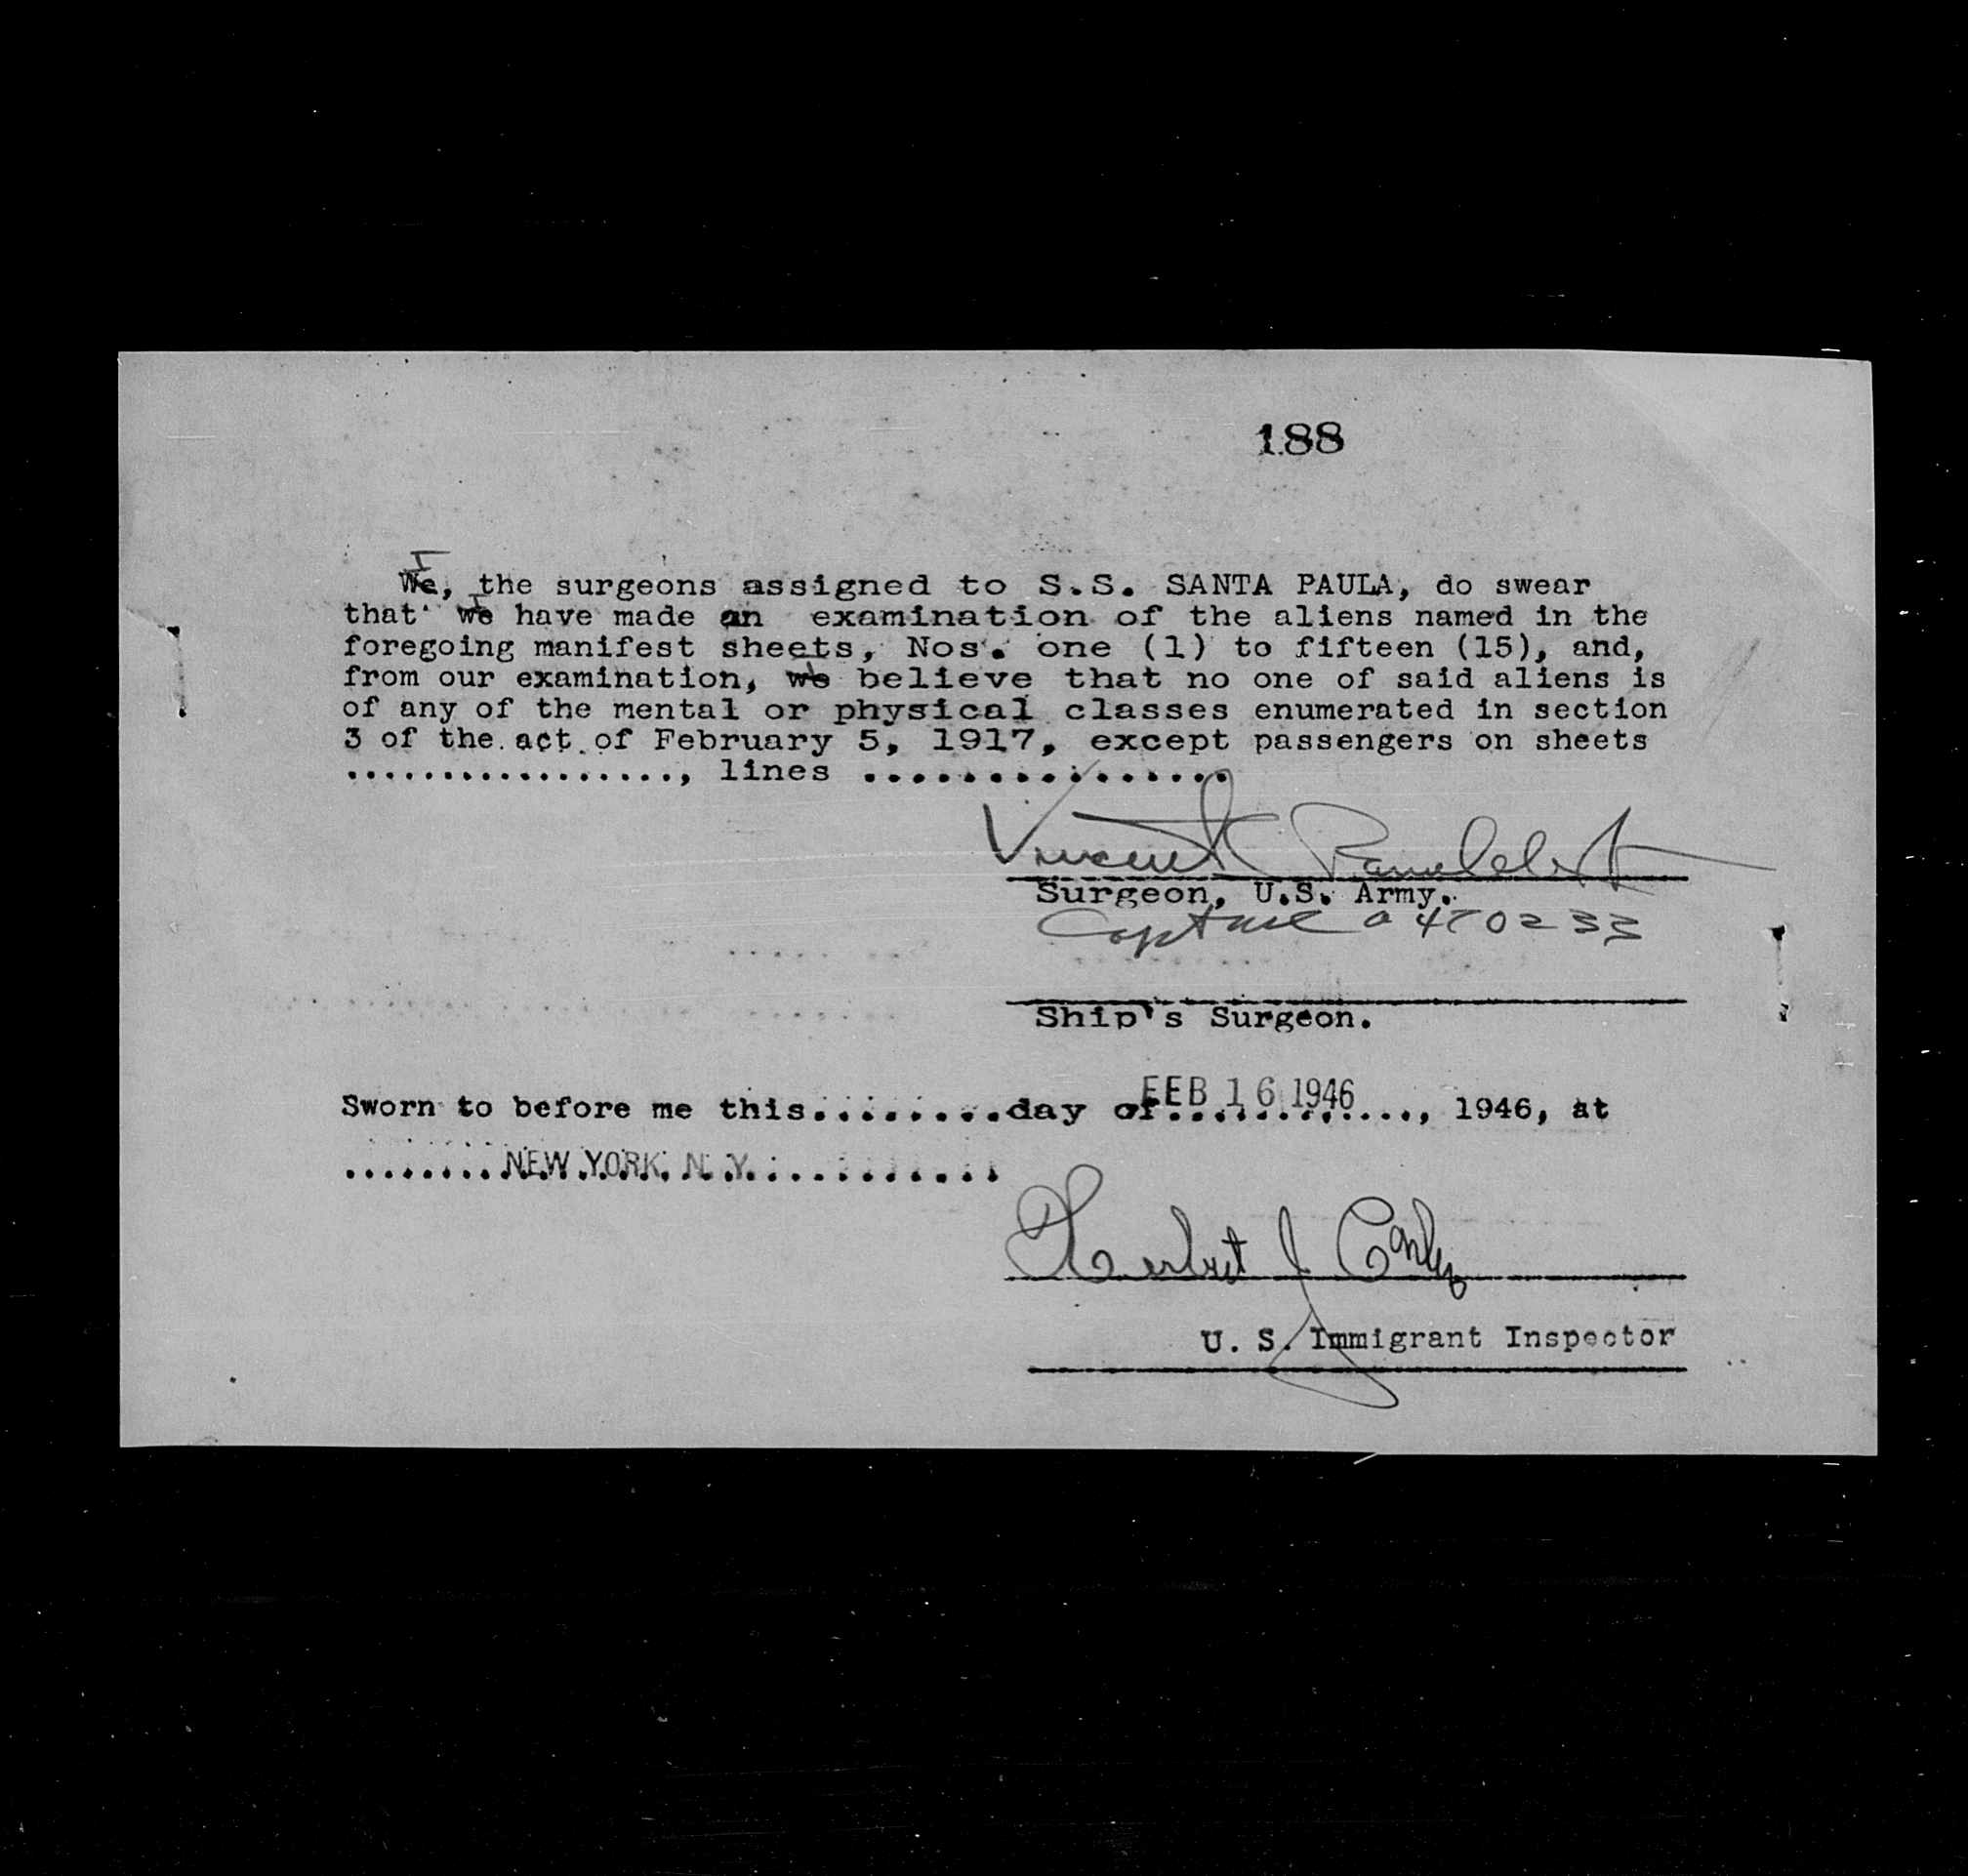 188
I
We, the surgeons assigned to S.S. SANTA PAULA, do swear
that we I have made an examination of the aliens named in the
foregoing manifest sheets, Nos. one (1) to fifteen (15), and,
from our examination, we believe that no one of said aliens is
of any of the mental or physical classes enumerated in section
3 of the act of February 5, 1917, except passengers on sheets
.................., lines ...................
Vincent
Surgeon, U.S. Army.
Ship's Surgeon.
FEB 16 1946
Sworn to before me this.........day of............., 1946, at
........NEW YORK, N. Y.............
Herbert J
U. S. Immigrant Inspector